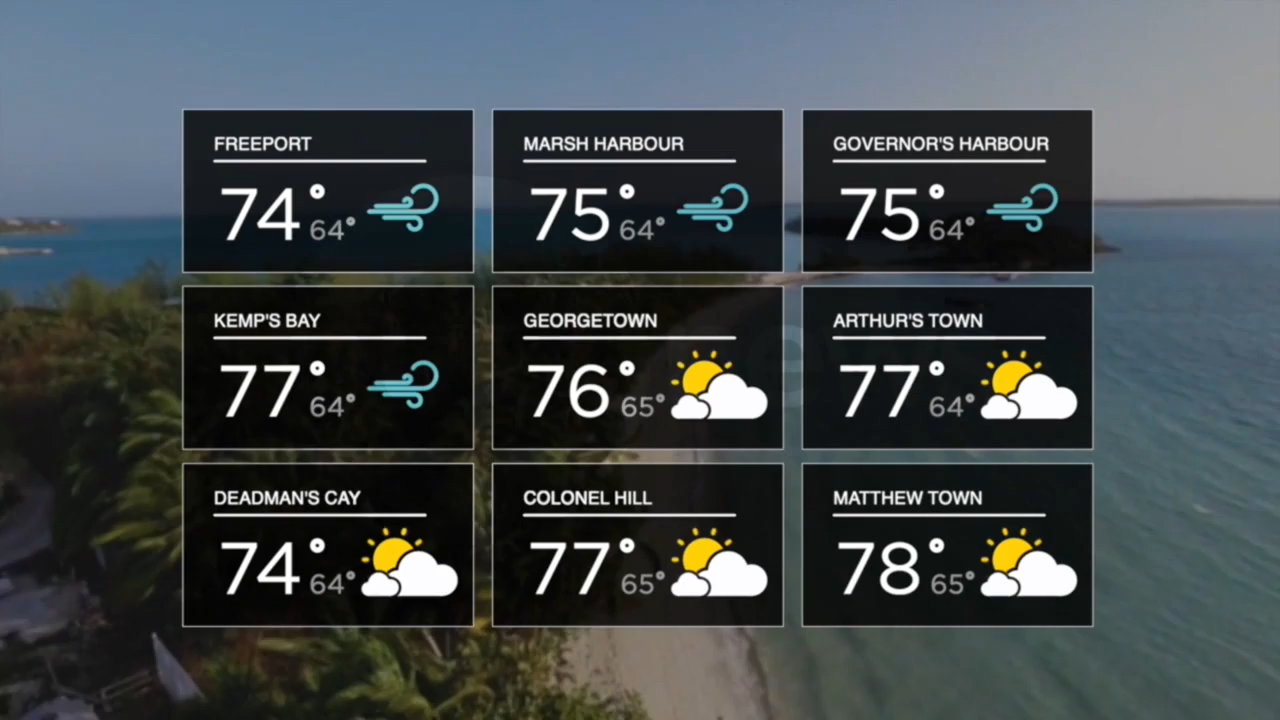 FREEPORT
74° 64°
MARSH HARBOUR
75° 64°
GOVERNOR'S HARBOUR
75° 64°
KEMP'S BAY
77° 64°
GEORGETOWN
76° 65°
ARTHUR'S TOWN
77° 64°
DEADMAN'S CAY
74° 64°
COLONEL HILL
77° 65°
MATTHEW TOWN
78° 65°